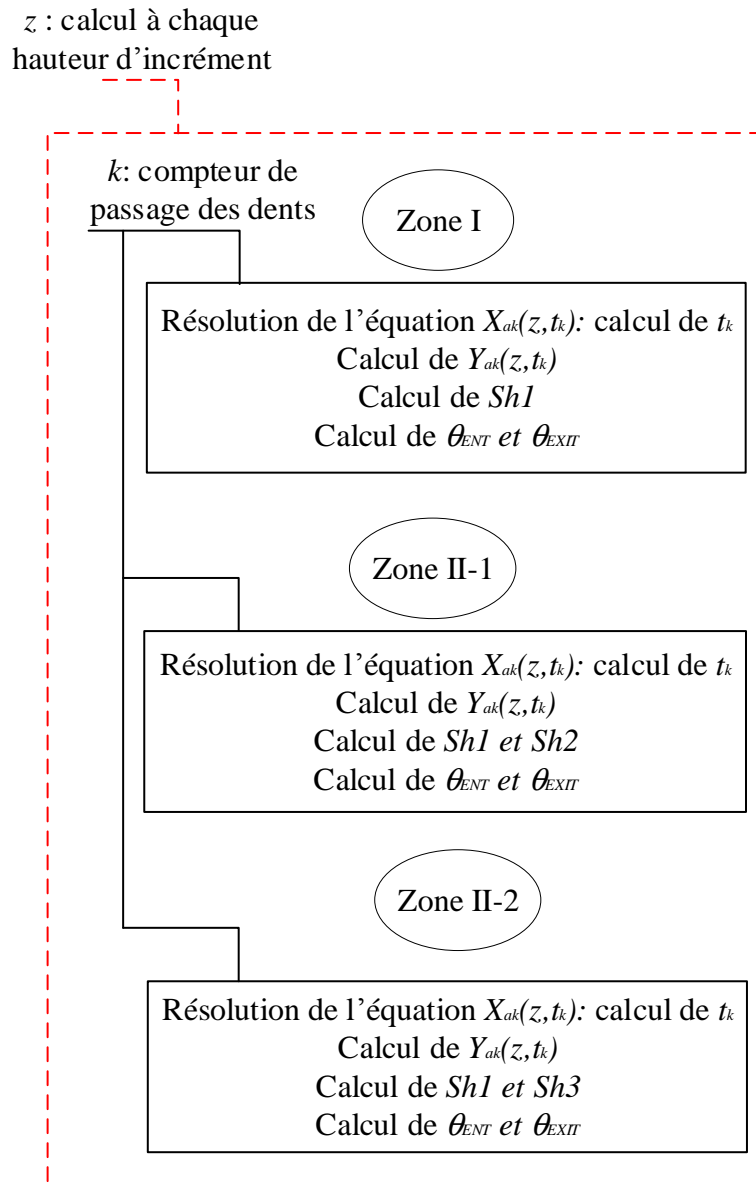 z : calcul à chaque
hauteur d’incrément
k: compteur de
passage des dents
Zone I
Résolution de l’équation Xak(z,tk): calcul de tk
Calcul de Yak(z,tk)
Calcul de Sh1
Calcul de θENT et θEXIT
Zone II-1
Résolution de l’équation Xak(z,tk): calcul de tk
Calcul de Yak(z,tk)
Calcul de Sh1 et Sh2
Calcul de θENT et θEXIT
Zone II-2
Résolution de l’équation Xak(z,tk): calcul de tk
Calcul de Yak(z,tk)
Calcul de Sh1 et Sh3
Calcul de θENT et θEXIT